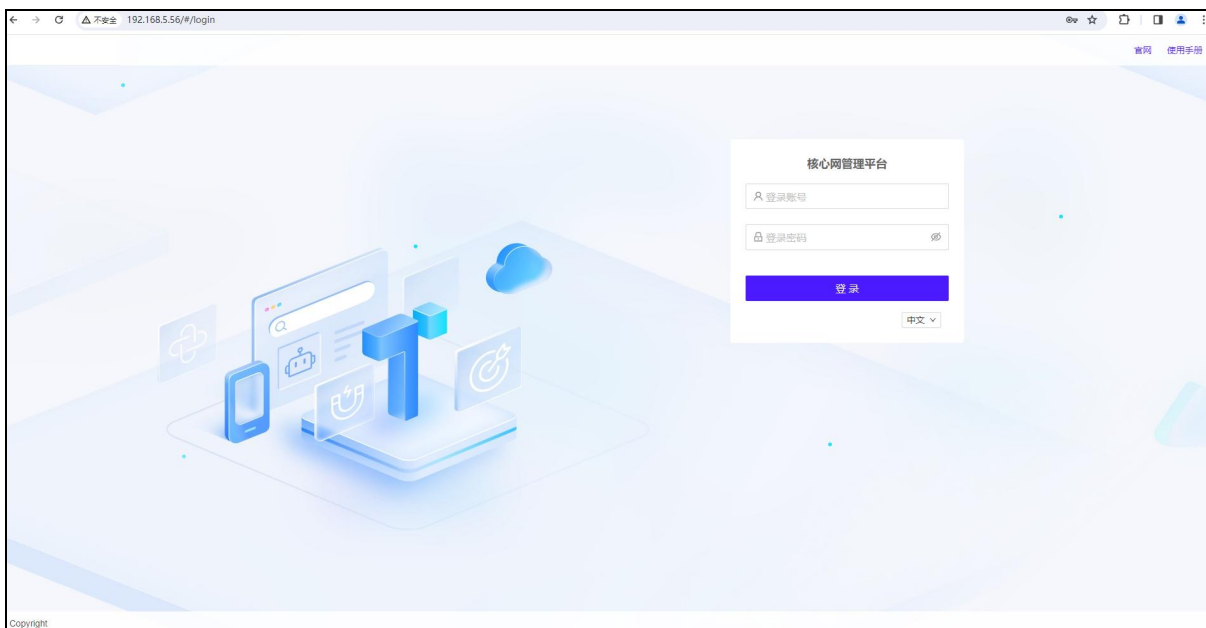 不安全 192.168.5.56/#/login
官网 使用手册
核心网管理平台
登录账号
登录密码
登录
中文
Copyright